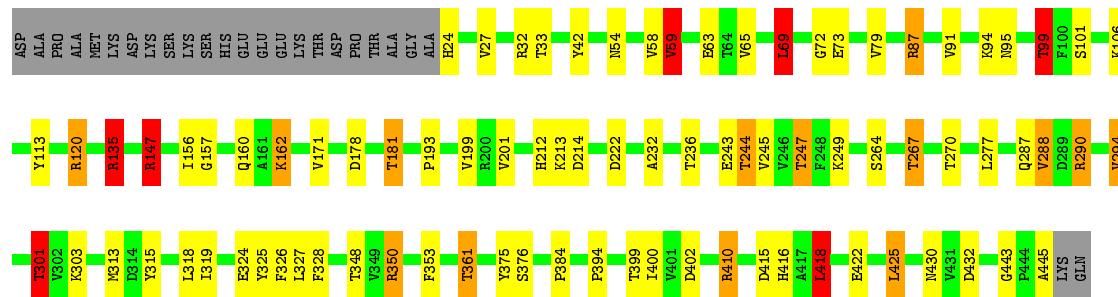 ASP ALA PRO ALA MET LYS ASP LYS SER LYS SER HIS GLU GLU GLU LYS THR ASP PRO THR ALA GLY ALA H24 V27 R32 T33 Y42 N54 V58 V59 E63 T64 V65 L69 G72 E73 V79 R87 V91 K94 N95 T99 F100 S101 K106
Y113 R120 R135 R147 I156 G157 Q160 A161 K162 V171 D178 T181 P193 V199 R200 V201 H212 K213 D214 D222 A232 T236 E243 T244 V245 V246 T247 F248 K249 S264 T267 T270 L277 Q287 V288 D289 R290
T301 V302 K303 M313 D314 Y315 L318 I319 E324 Y325 F326 L327 F328 T348 V349 R350 F353 T361 Y375 S376 P384 P394 T399 I400 V401 D402 R410 D415 H416 A417 L418 E422 L425 N430 V431 D432 G443 P444 A445 LYS GLN